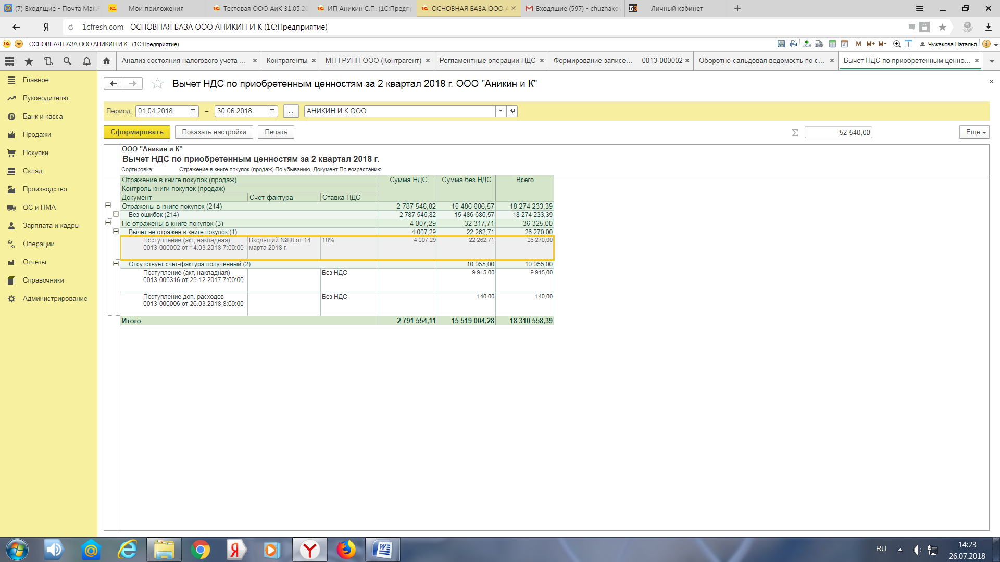 (7) Входящие - Почта Mail.R
Мои приложения
Тестовая ООО АиК 31.05.20
ИП Аникин С.П. (1С:Предпр
ОСНОВНАЯ БАЗА ООО А
Входящие (597) - chuzhako
БЭ
Личный кабинет
Я
1cfresh.com ОСНОВНАЯ БАЗА ООО АНИКИН И К (1С:Предприятие)
ОСНОВНАЯ БАЗА ООО АНИКИН И К (1С:Предприятие)
M M+ M-
Чужакова Наталья
Анализ состояния налогового учета ...
Контрагенты
МП ГРУПП ООО (Контрагент)
Регламентные операции НДС
Формирование записе... 0013-000002
Оборотно-сальдовая ведомость по с...
Вычет НДС по приобретенным ценно...
Главное
Руководителю
Банк и касса
Продажи
Покупки
Склад
Производство
ОС и НМА
Зарплата и кадры
Операции
Отчеты
Справочники
Администрирование
Вычет НДС по приобретенным ценностям за 2 квартал 2018 г. ООО "Аникин и К"
Период: 01.04.2018 – 30.06.2018 ... АНИКИН И К ООО
Сформировать Показать настройки Печать Σ 52 540,00 Еще
ООО "Аникин и К"
Вычет НДС по приобретенным ценностям за 2 квартал 2018 г.
Сортировка: Отражение в книге покупок (продаж) По убыванию, Документ По возрастанию
Отражение в книге покупок (продаж) Сумма НДС Сумма без НДС Всего
Контроль книги покупок (продаж)
Документ Счет-фактура Ставка НДС
Отражены в книге покупок (214) 2 787 546,82 15 486 686,57 18 274 233,39
Без ошибок (214) 2 787 546,82 15 486 686,57 18 274 233,39
Не отражены в книге покупок (3) 4 007,29 32 317,71 36 325,00
Вычет не отражен в книге покупок (1) 4 007,29 22 262,71 26 270,00
Поступление (акт, накладная) Входящий №88 от 14 18% 4 007,29 22 262,71 26 270,00
0013-000092 от 14.03.2018 7:00:00 марта 2018 г.
Отсутствует счет-фактура полученный (2) 10 055,00 10 055,00
Поступление (акт, накладная) Без НДС 9 915,00 9 915,00
0013-000316 от 29.12.2017 7:00:00
Поступление доп. расходов Без НДС 140,00 140,00
0013-000006 от 26.03.2018 8:00:00
Итого 2 791 554,11 15 519 004,28 18 310 558,39
RU
14:23
26.07.2018